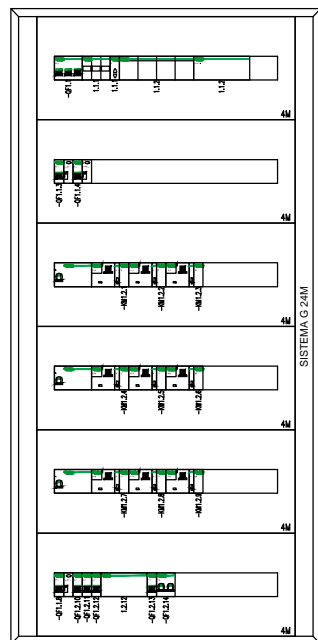 -QF1.1
1.1.1
1.1.1
1.1.2
1.1.2
4M
-QF1.1.3
-QF1.1.4
4M
-KM1.2.1
-KM1.2.2
-KM1.2.3
4M
SISTEMA G 24M
-KM1.2.4
-KM1.2.5
-KM1.2.6
4M
-KM1.2.7
-KM1.2.8
-KM1.2.9
4M
-QF1.2.10
-QF1.2.11
-QF1.2.12
1.2.12
-QF1.2.13
-QF1.2.14
4M